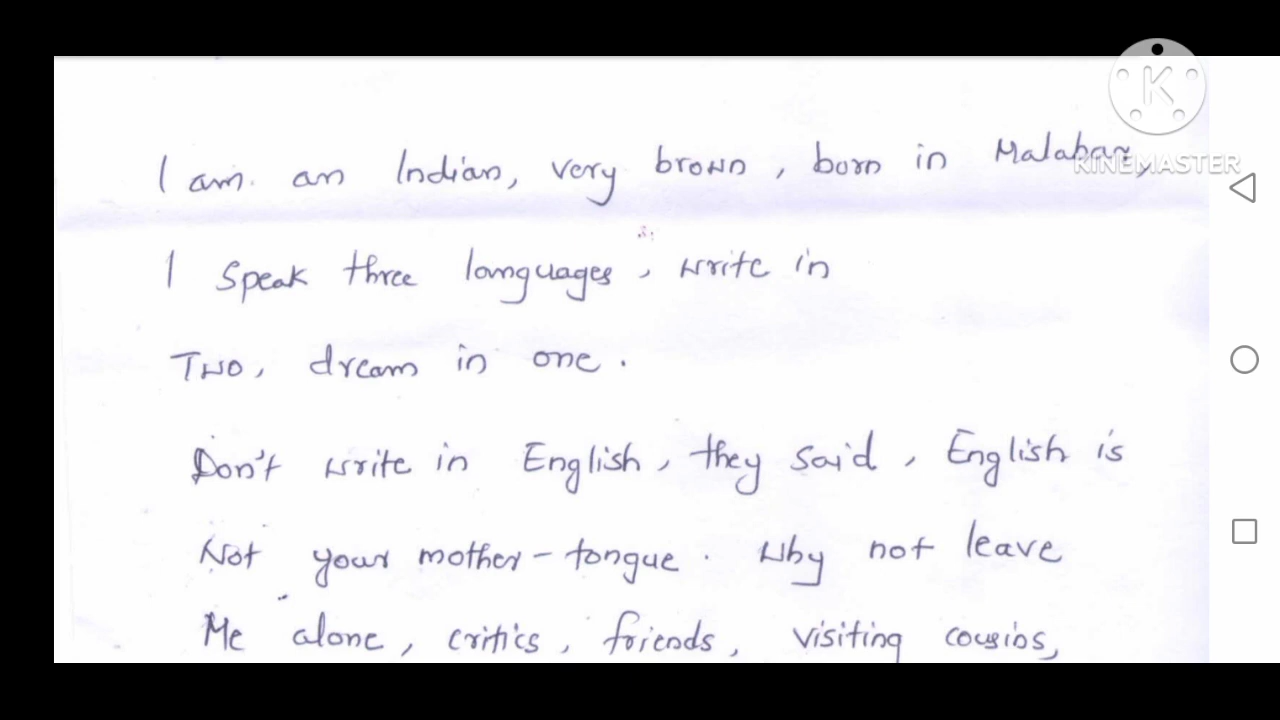 K
KINEMASTER
I am an Indian, very brown, born in Malabar,
I speak three languages, write in
Two, dream in one.
Don't write in English, they said, English is
Not your mother-tongue. Why not leave
Me alone, critics, friends, visiting cousins,